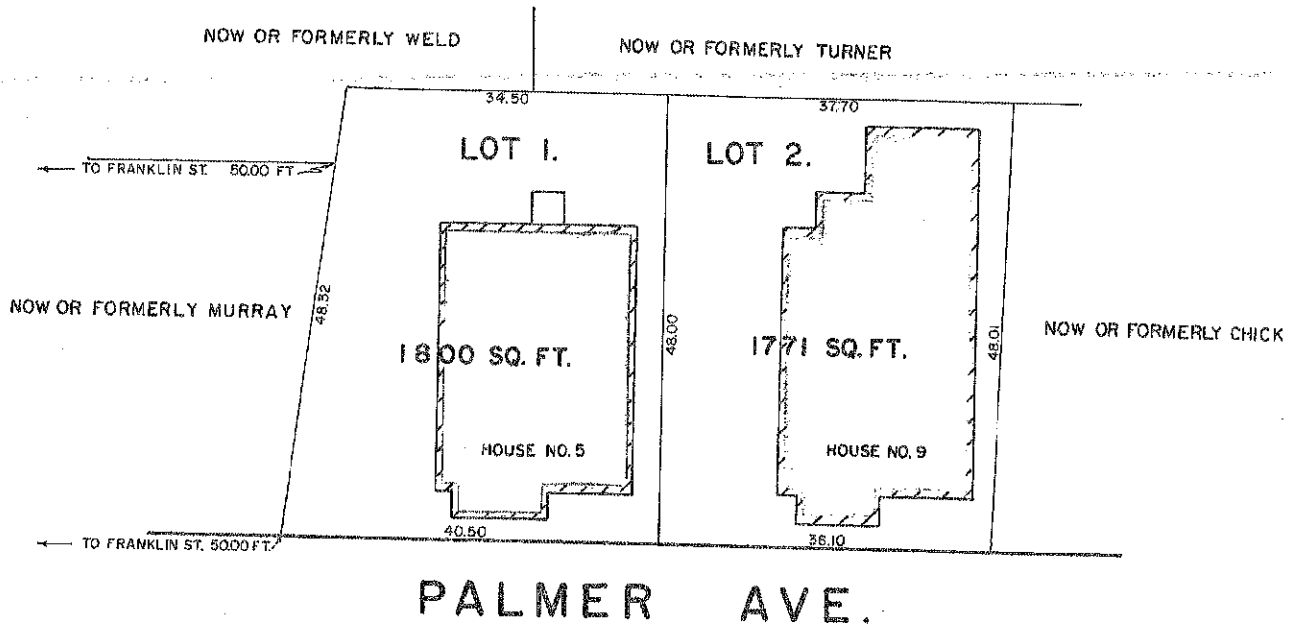 NOW OR FORMERLY WELD
NOW OR FORMERLY TURNER
34.50
37.70
LOT 1.
LOT 2.
← TO FRANKLIN ST. 50.00 FT.
NOW OR FORMERLY MURRAY
48.32
1800 SQ. FT.
48.00
1771 SQ. FT.
48.01
NOW OR FORMERLY CHICK
HOUSE NO. 5
HOUSE NO. 9
40.50
36.10
← TO FRANKLIN ST. 50.00 FT.
PALMER AVE.